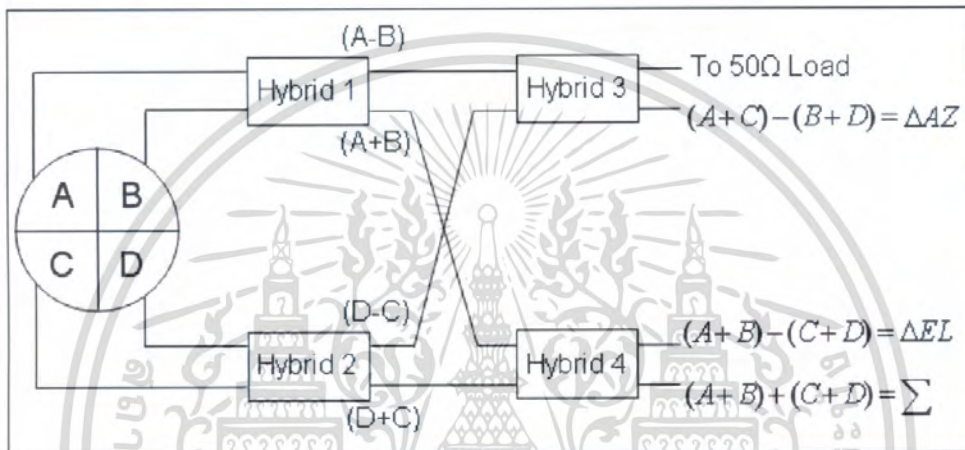 (A-B)
Hybrid 1
(A+B)
Hybrid 3
To 50Ω Load
(A+C)-(B+D)=ΔAZ
A B
C D
(D-C)
Hybrid 2
(D+C)
Hybrid 4
(A+B)-(C+D)=ΔEL
(A+B)+(C+D)=∑